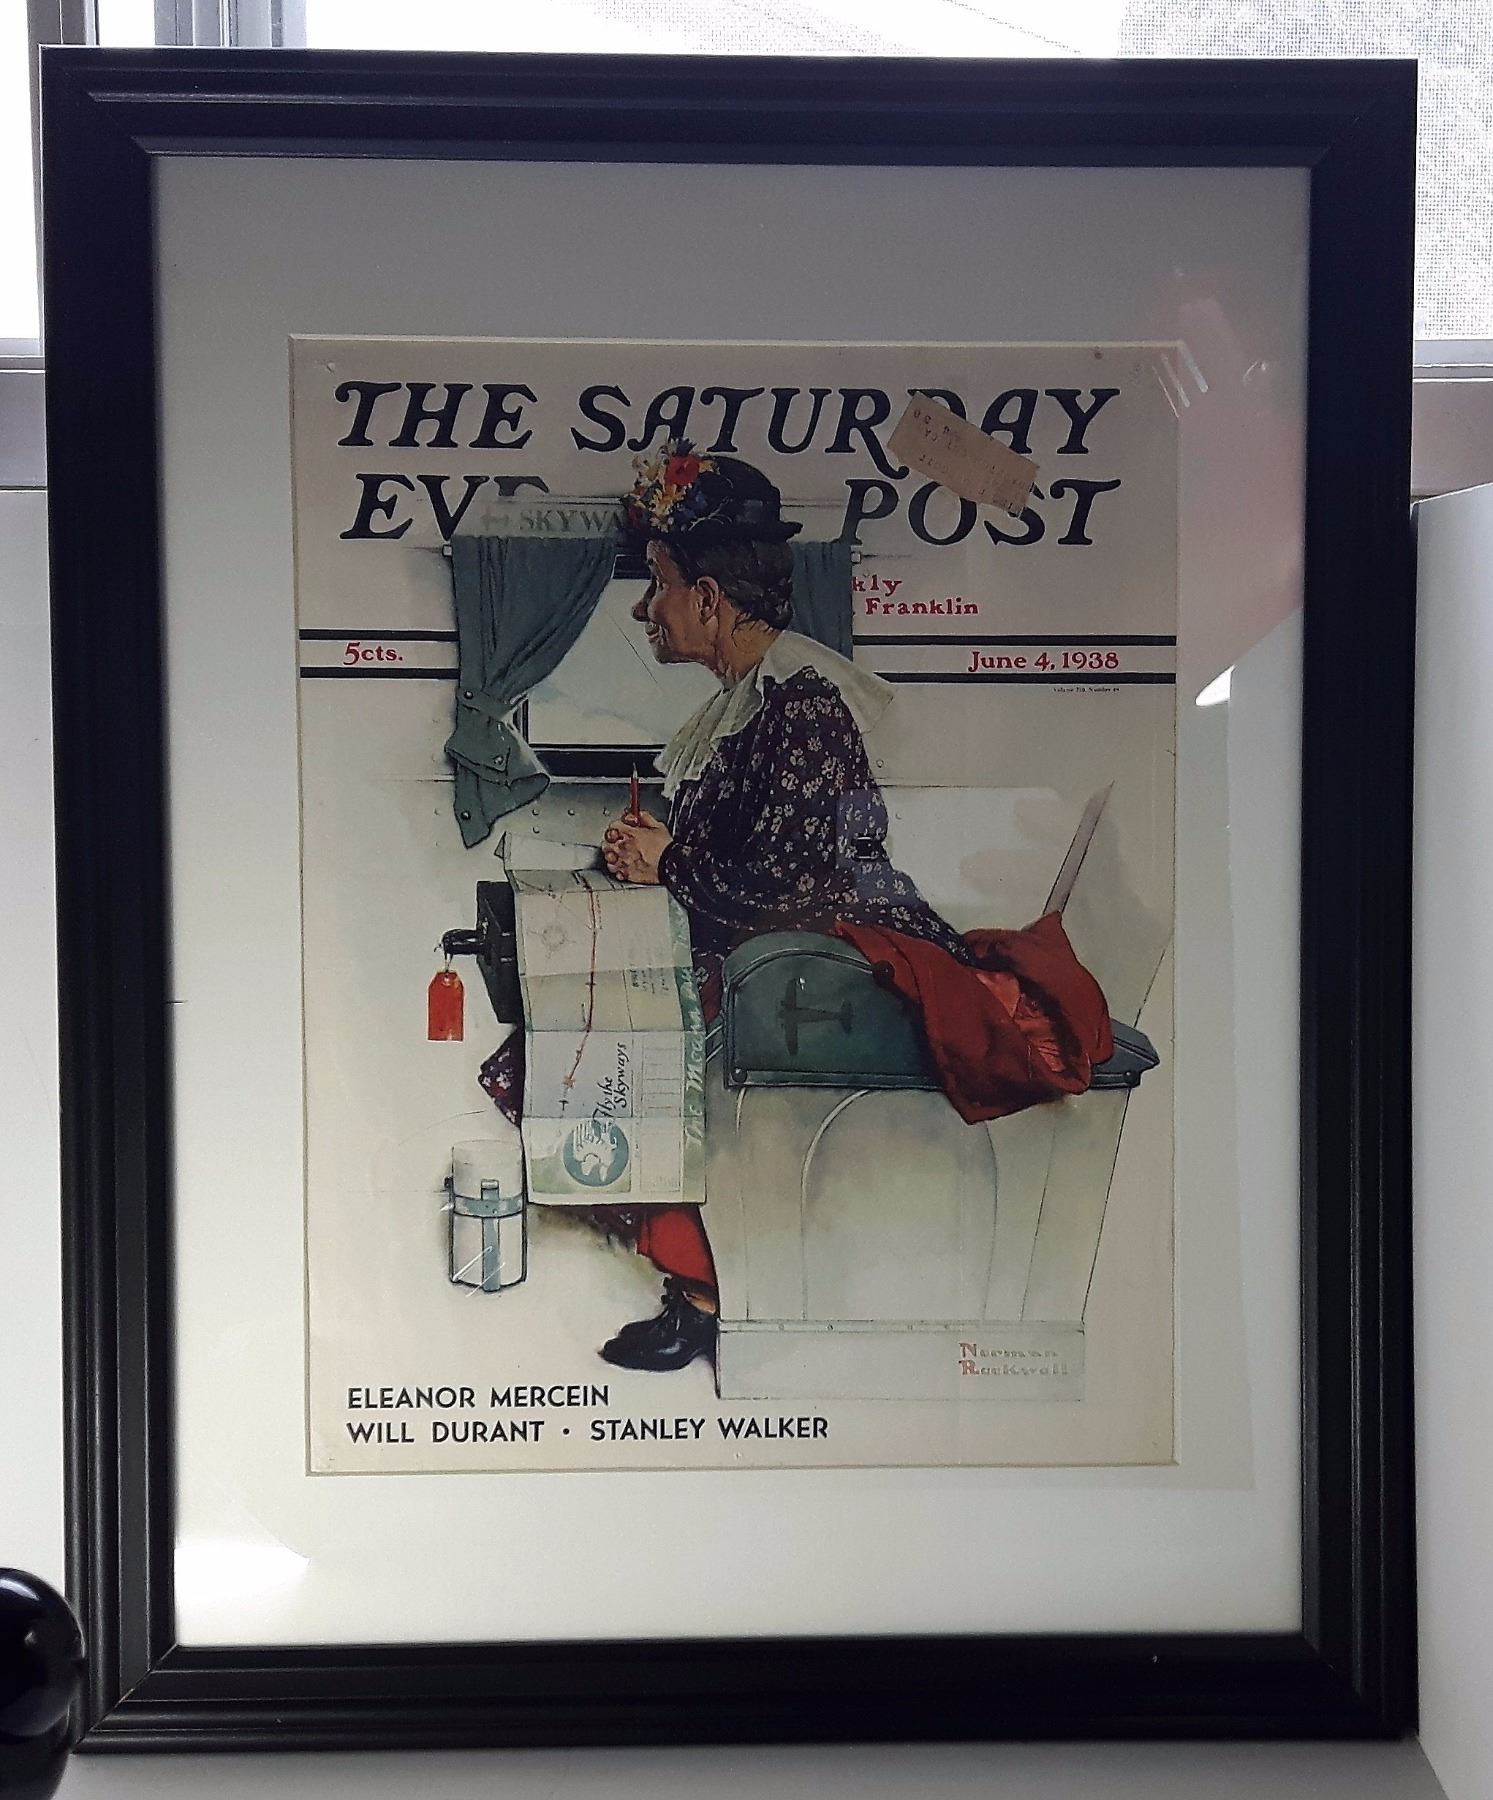 THE SATURDAY
EV POST
SKYWA
kly
Franklin
5cts.
June 4, 1938
Fly the
Skyways
Norman
Rockwell
ELEANOR MERCEIN
WILL DURANT • STANLEY WALKER